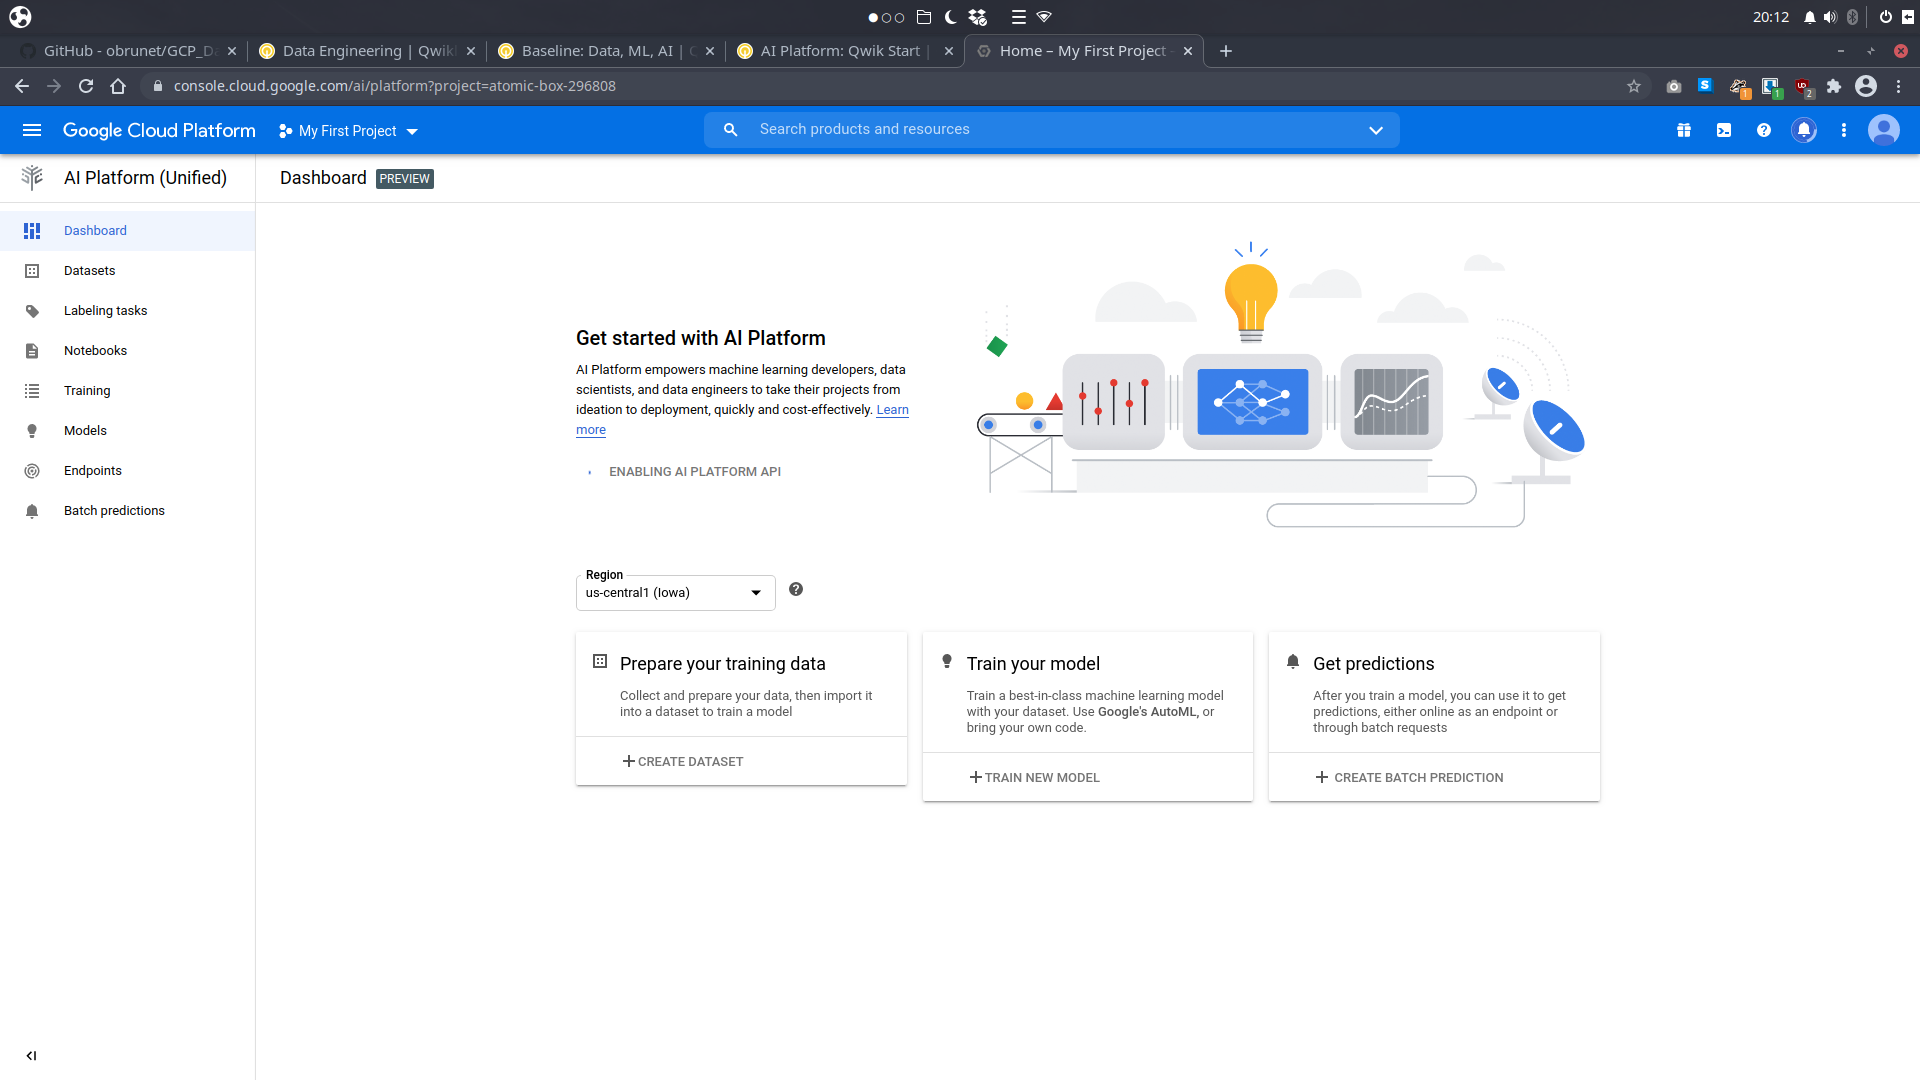 20:12
GitHub - obrunet/GCP_Da
Data Engineering | Qwikl
Baseline: Data, ML, AI |
AI Platform: Qwik Start |
Home – My First Project -
console.cloud.google.com/ai/platform?project=atomic-box-296808
Google Cloud Platform
My First Project
Search products and resources
AI Platform (Unified)
Dashboard PREVIEW
Dashboard
Datasets
Labeling tasks
Notebooks
Training
Models
Endpoints
Batch predictions
Get started with AI Platform
AI Platform empowers machine learning developers, data
scientists, and data engineers to take their projects from
ideation to deployment, quickly and cost-effectively. Learn
more
ENABLING AI PLATFORM API
Region
us-central1 (Iowa)
Prepare your training data
Collect and prepare your data, then import it
into a dataset to train a model
CREATE DATASET
Train your model
Train a best-in-class machine learning model
with your dataset. Use Google's AutoML, or
bring your own code.
TRAIN NEW MODEL
Get predictions
After you train a model, you can use it to get
predictions, either online as an endpoint or
through batch requests
CREATE BATCH PREDICTION